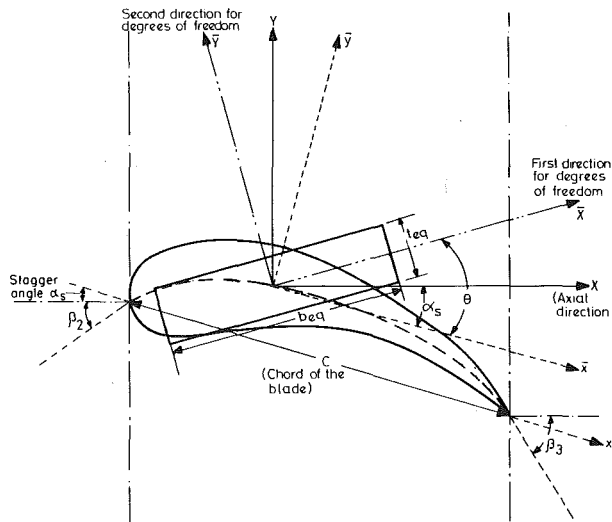 Second direction for
degrees of freedom
Y̅
Y
y̅
First direction
for degrees
of freedom
X̅
teq
Stagger
angle αs
β2
X
(Axial
direction
αs
θ
beq
C
(Chord of the
blade)
x̅
x
β3